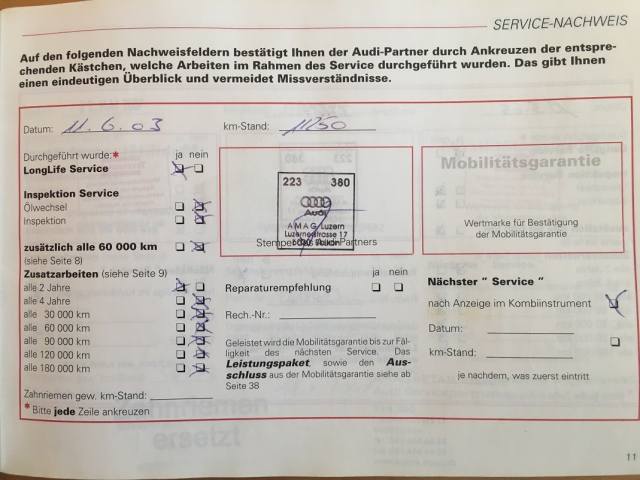 SERVICE-NACHWEIS
Auf den folgenden Nachweisfeldern bestätigt Ihnen der Audi-Partner durch Ankreuzen der entspre-
chenden Kästchen, welche Arbeiten im Rahmen des Service durchgeführt wurden. Das gibt Ihnen
einen eindeutigen Überblick und vermeidet Missverständnisse.
Datum: 11.6.03
km-Stand: 11250
Durchgeführt wurde:* ja nein
LongLife Service
Inspektion Service
Ölwechsel
Inspektion
zusätzlich alle 60 000 km
(siehe Seite 8)
Zusatzarbeiten (siehe Seite 9)
alle 2 Jahre
alle 4 Jahre
alle 30 000 km
alle 60 000 km
alle 90 000 km
alle 120 000 km
alle 180 000 km
Zahnriemen gew. km-Stand:
* Bitte jede Zeile ankreuzen
223 380
Audi
AMAG Luzern
Luzernerstrasse 17
Stempel des Audi-Partners
ja nein
Reparaturempfehlung
Rech.-Nr.:
Geleistet wird die Mobilitätsgarantie bis zur Fäl-
ligkeit des nächsten Service. Das
Leistungspaket, sowie den Aus-
schluss aus der Mobilitätsgarantie siehe ab
Seite 38
Mobilitätsgarantie
Wertmarke für Bestätigung
der Mobilitätsgarantie
Nächster " Service "
nach Anzeige im Kombiinstrument
Datum:
km-Stand:
je nachdem, was zuerst eintritt
ersetzt
11